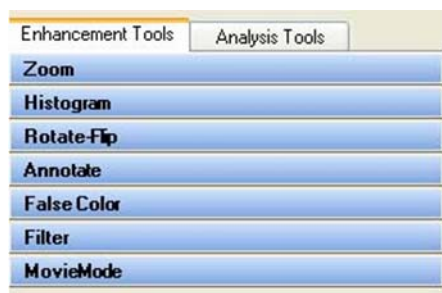 Enhancement Tools Analysis Tools
Zoom
Histogram
Rotate-Flip
Annotate
False Color
Filter
MovieMode